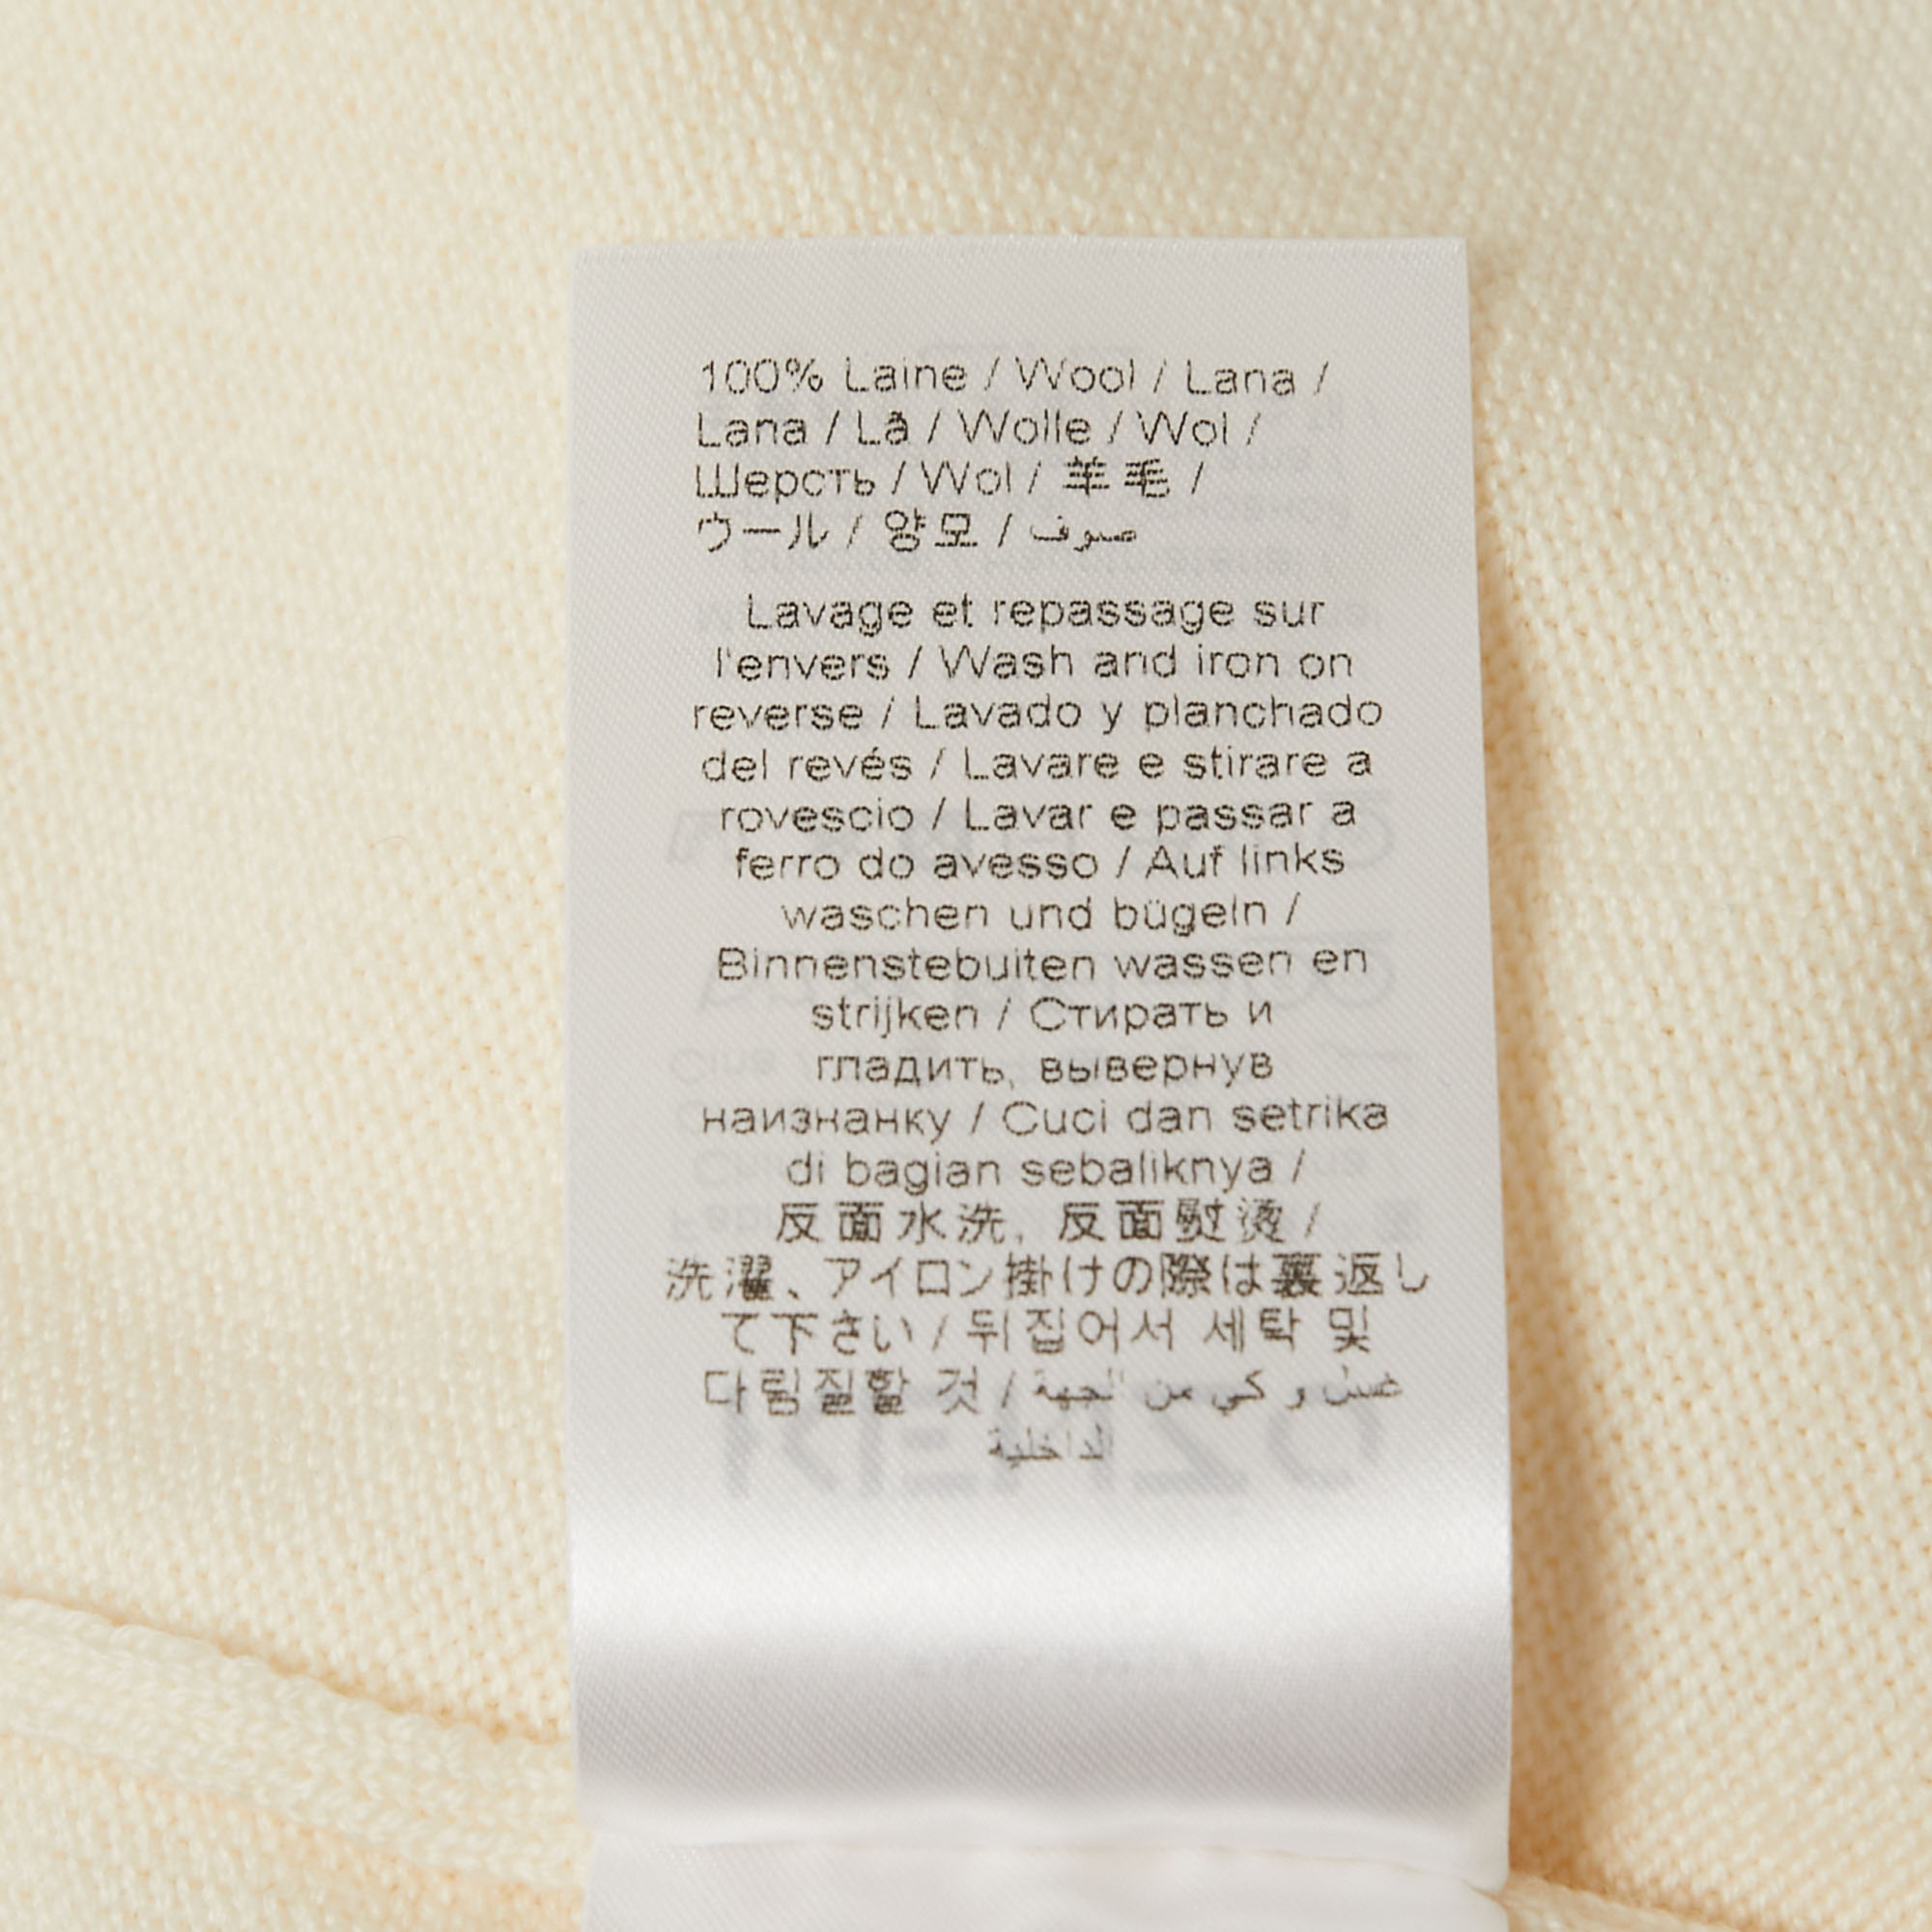 100% Laine / Wool / Lana /
Lana / Lã / Wolle / Wol /
Шерсть / Wol / 羊毛 /
ウール / 양모 / صوف
Lavage et repassage sur
l'envers / Wash and iron on
reverse / Lavado y planchado
del revés / Lavare e stirare a
rovescio / Lavar e passar a
ferro do avesso / Auf links
waschen und bügeln /
Binnenstebuiten wassen en
strijken / Стирать и
гладить, вывернув
наизнанку / Cuci dan setrika
di bagian sebaliknya /
反面水洗, 反面熨烫 /
洗濯、アイロン掛けの際は裏返し
て下さい / 뒤집어서 세탁 및
다림질할 것 / غسل و كي من الجهة
الداخلية